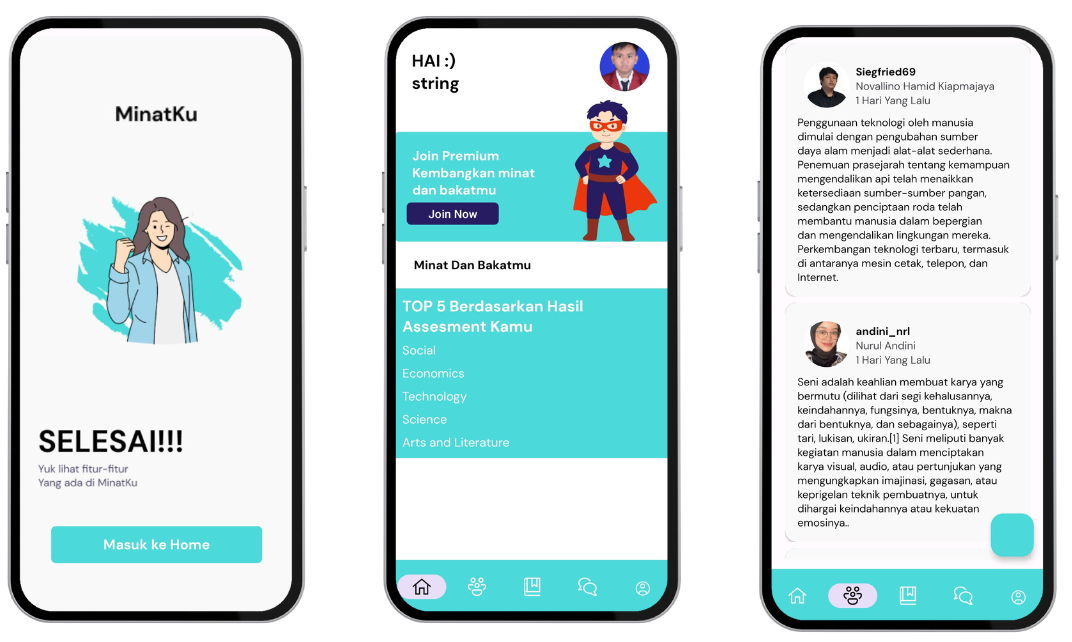 MinatKu
SELESAI!!!
Yuk lihat fitur-fitur
Yang ada di MinatKu
Masuk ke Home
HAI :)
string
Join Premium
Kembangkan minat
dan bakatmu
Join Now
Minat Dan Bakatmu
TOP 5 Berdasarkan Hasil
Assesment Kamu
Social
Economics
Technology
Science
Arts and Literature
Siegfried69
Novallino Hamid Kiapmajaya
1 Hari Yang Lalu
Penggunaan teknologi oleh manusia
dimulai dengan pengubahan sumber
daya alam menjadi alat-alat sederhana.
Penemuan prasejarah tentang kemampuan
mengendalikan api telah menaikkan
ketersediaan sumber-sumber pangan,
sedangkan penciptaan roda telah
membantu manusia dalam bepergian
dan mengendalikan lingkungan mereka.
Perkembangan teknologi terbaru, termasuk
di antaranya mesin cetak, telepon, dan
Internet.
andini_nrl
Nurul Andini
1 Hari Yang Lalu
Seni adalah keahlian membuat karya yang
bermutu (dilihat dari segi kehalusannya,
keindahannya, fungsinya, bentuknya, makna
dari bentuknya, dan sebagainya), seperti
tari, lukisan, ukiran.[1] Seni meliputi banyak
kegiatan manusia dalam menciptakan
karya visual, audio, atau pertunjukan yang
mengungkapkan imajinasi, gagasan, atau
keprigelan teknik pembuatnya, untuk
dihargai keindahannya atau kekuatan
emosinya..